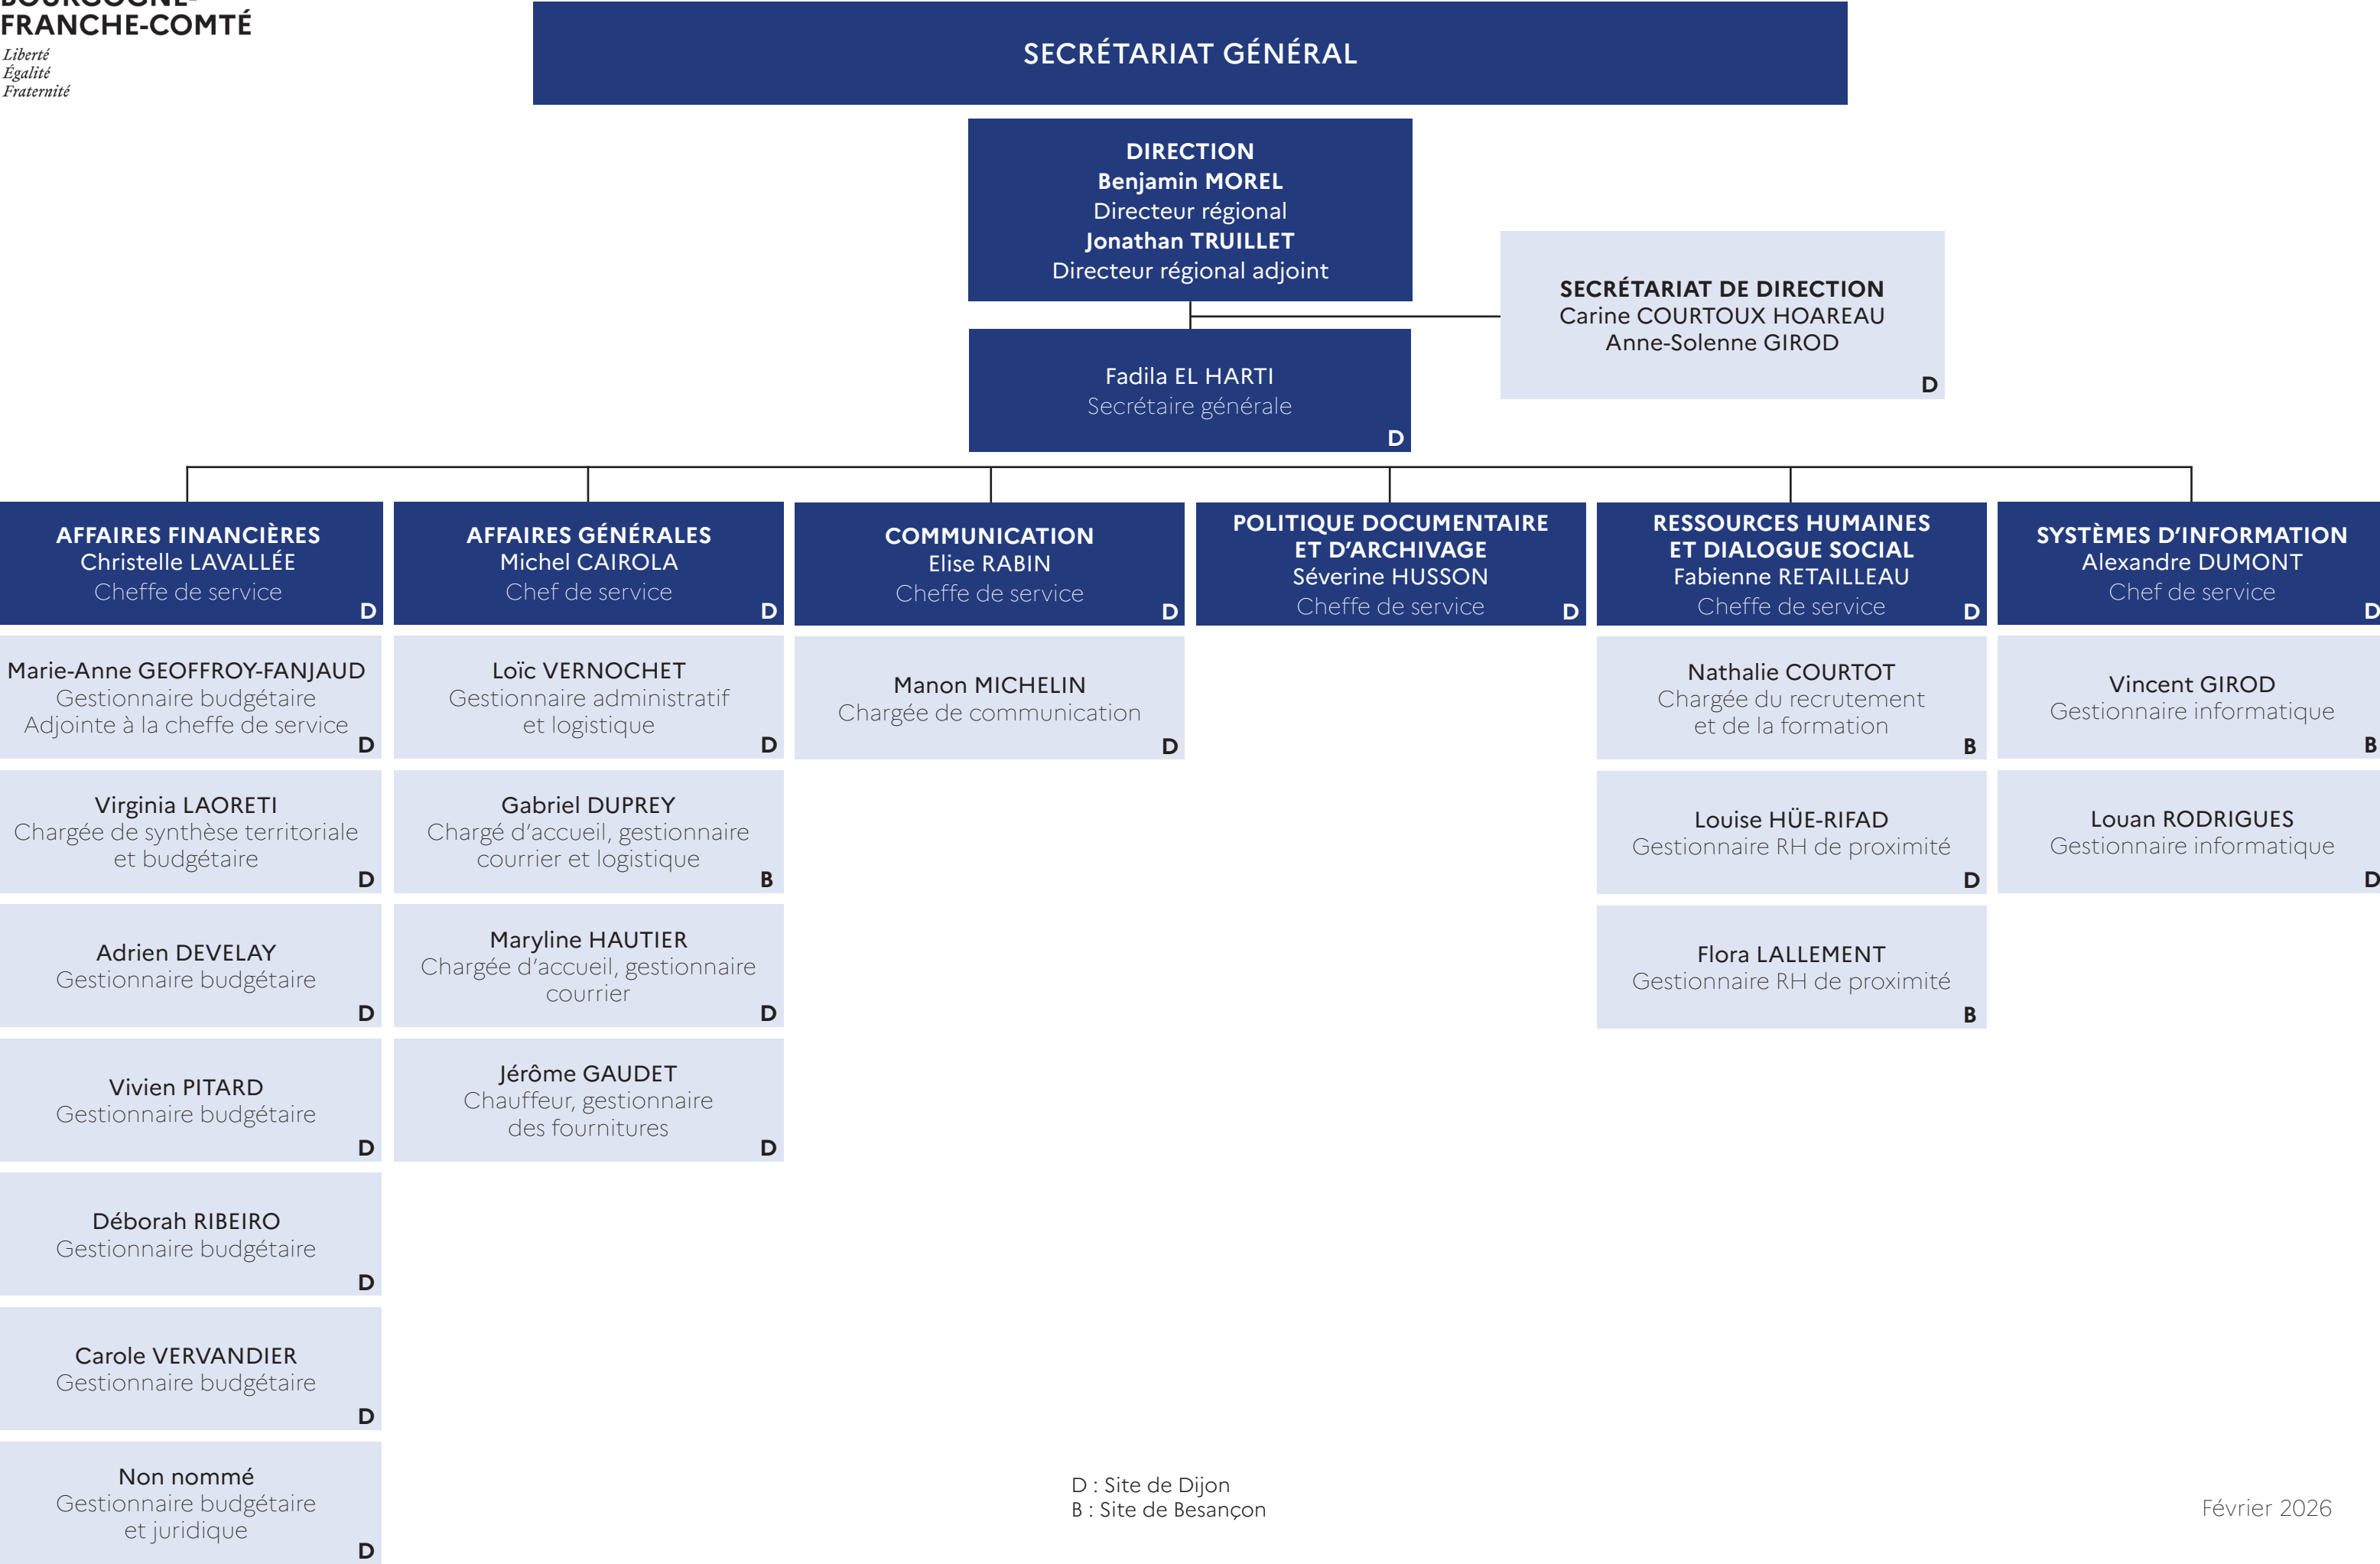 BOURGOGNE-
FRANCHE-COMTÉ
Liberté
Égalité
Fraternité
SECRÉTARIAT GÉNÉRAL
DIRECTION
Benjamin MOREL
Directeur régional
Jonathan TRUILLET
Directeur régional adjoint
SECRÉTARIAT DE DIRECTION
Carine COURTOUX HOAREAU
Anne-Solenne GIROD
D
Fadila EL HARTI
Secrétaire générale
D
AFFAIRES FINANCIÈRES
Christelle LAVALLÉE
Cheffe de service
D
Marie-Anne GEOFFROY-FANJAUD
Gestionnaire budgétaire
Adjointe à la cheffe de service
D
Virginia LAORETI
Chargée de synthèse territoriale
et budgétaire
D
Adrien DEVELAY
Gestionnaire budgétaire
D
Vivien PITARD
Gestionnaire budgétaire
D
Déborah RIBEIRO
Gestionnaire budgétaire
D
Carole VERVANDIER
Gestionnaire budgétaire
D
Non nommé
Gestionnaire budgétaire
et juridique
D
AFFAIRES GÉNÉRALES
Michel CAIROLA
Chef de service
D
Loïc VERNOCHET
Gestionnaire administratif
et logistique
D
Gabriel DUPREY
Chargé d’accueil, gestionnaire
courrier et logistique
B
Maryline HAUTIER
Chargée d’accueil, gestionnaire
courrier
D
Jérôme GAUDET
Chauffeur, gestionnaire
des fournitures
D
COMMUNICATION
Elise RABIN
Cheffe de service
D
Manon MICHELIN
Chargée de communication
D
POLITIQUE DOCUMENTAIRE
ET D’ARCHIVAGE
Séverine HUSSON
Cheffe de service
D
RESSOURCES HUMAINES
ET DIALOGUE SOCIAL
Fabienne RETAILLEAU
Cheffe de service
D
Nathalie COURTOT
Chargée du recrutement
et de la formation
B
Louise HÜE-RIFAD
Gestionnaire RH de proximité
D
Flora LALLEMENT
Gestionnaire RH de proximité
B
SYSTÈMES D’INFORMATION
Alexandre DUMONT
Chef de service
D
Vincent GIROD
Gestionnaire informatique
B
Louan RODRIGUES
Gestionnaire informatique
D
D : Site de Dijon
B : Site de Besançon
Février 2026